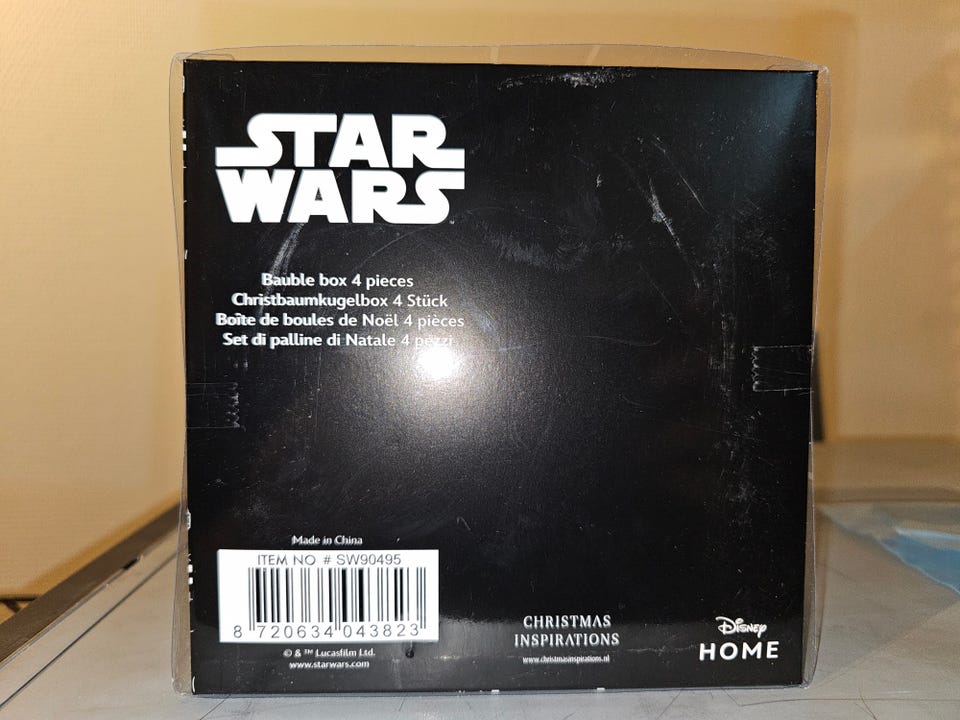 STAR
WARS
Bauble box 4 pieces
Christbaumkugelbox 4 Stück
Boîte de boules de Noël 4 pièces
Set di palline di Natale 4 pezzi
Made in China
ITEM NO # SW90495
8 720634 043823
© & ™ Lucasfilm Ltd.
www.starwars.com
CHRISTMAS
INSPIRATIONS
www.christmasinspirations.nl
Disney
HOME